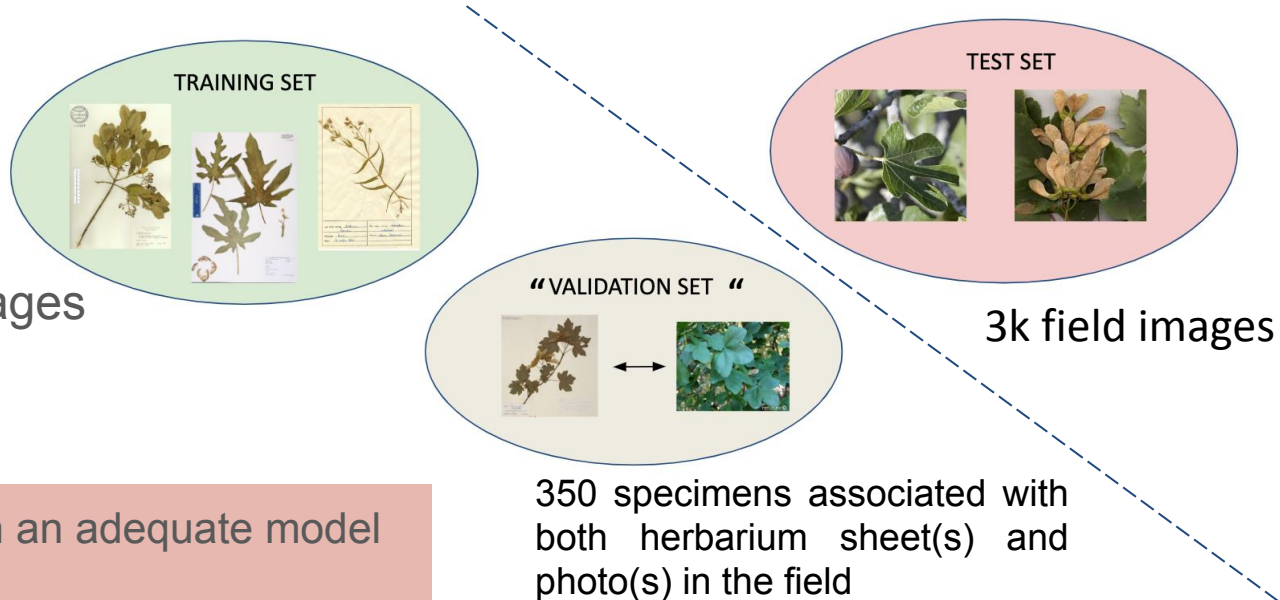 TRAINING SET
TEST SET
“ VALIDATION SET “
ages
3k field images
n an adequate model
350 specimens associated with
both herbarium sheet(s) and
photo(s) in the field